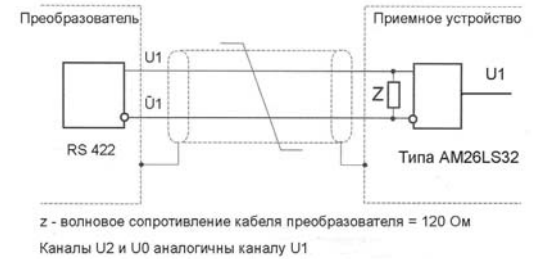 Преобразователь
Приемное устройство
U1
Ū1
U1
Z
RS 422
Типа AM26LS32
z - волновое сопротивление кабеля преобразователя = 120 Ом
Каналы U2 и U0 аналогичны каналу U1